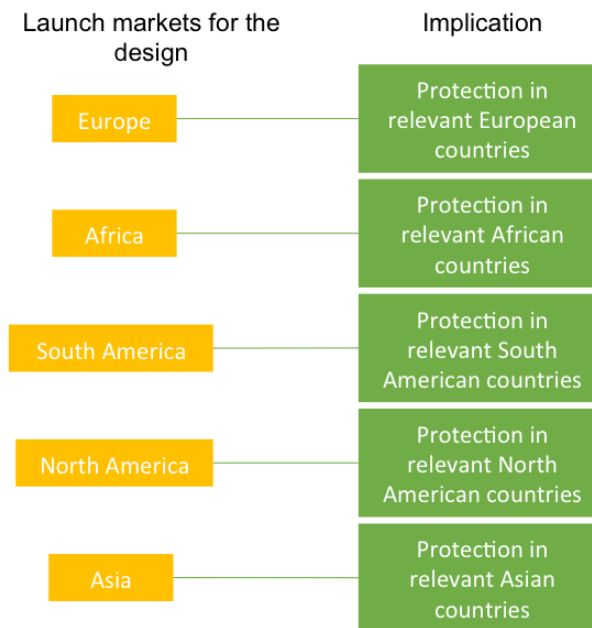 Launch markets for the
design
Implication
Europe
Protection in
relevant European
countries
Africa
Protection in
relevant African
countries
South America
Protection in
relevant South
American countries
North America
Protection in
relevant North
American countries
Asia
Protection in
relevant Asian
countries